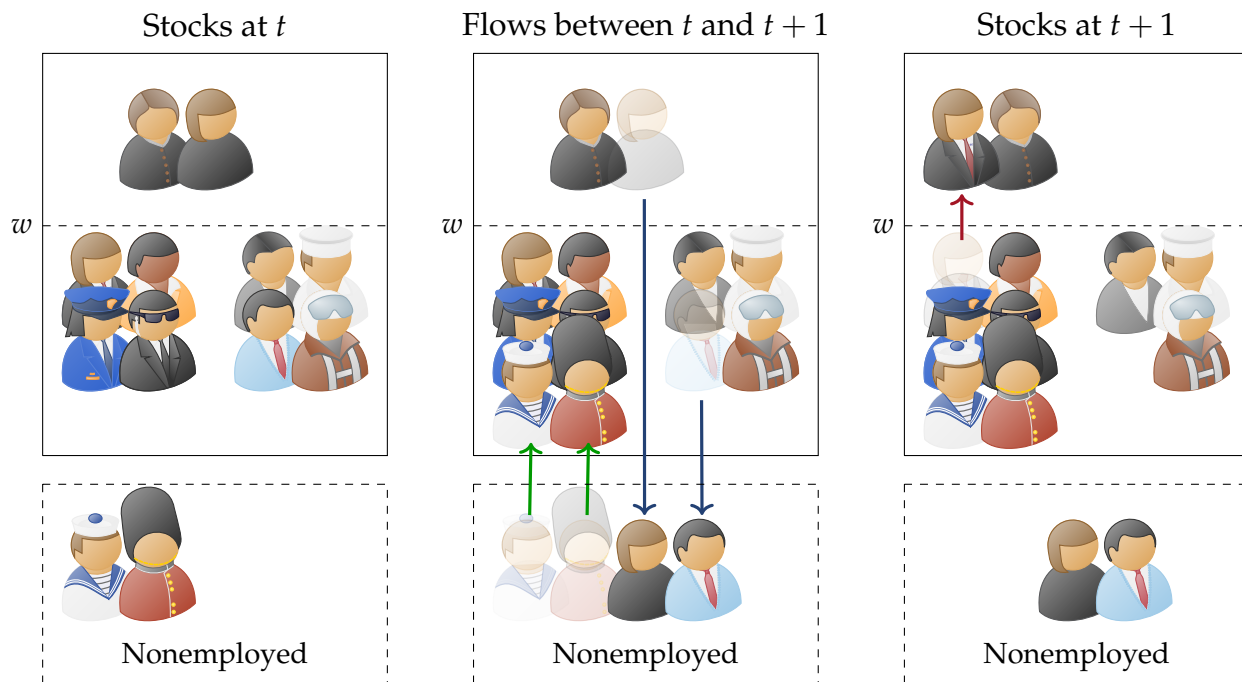 Stocks at t
Flows between t and t + 1
Stocks at t + 1
w
w
w
Nonemployed
Nonemployed
Nonemployed